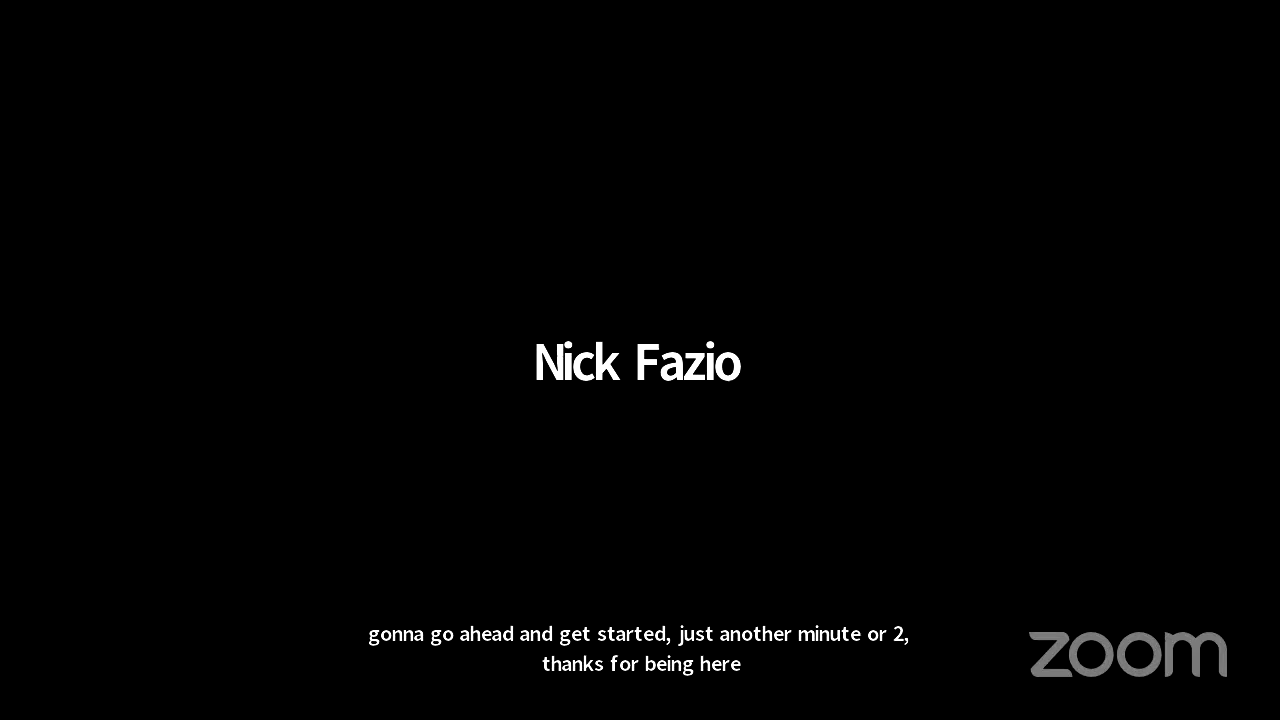 Nick Fazio
gonna go ahead and get started, just another minute or 2,
thanks for being here
zoom